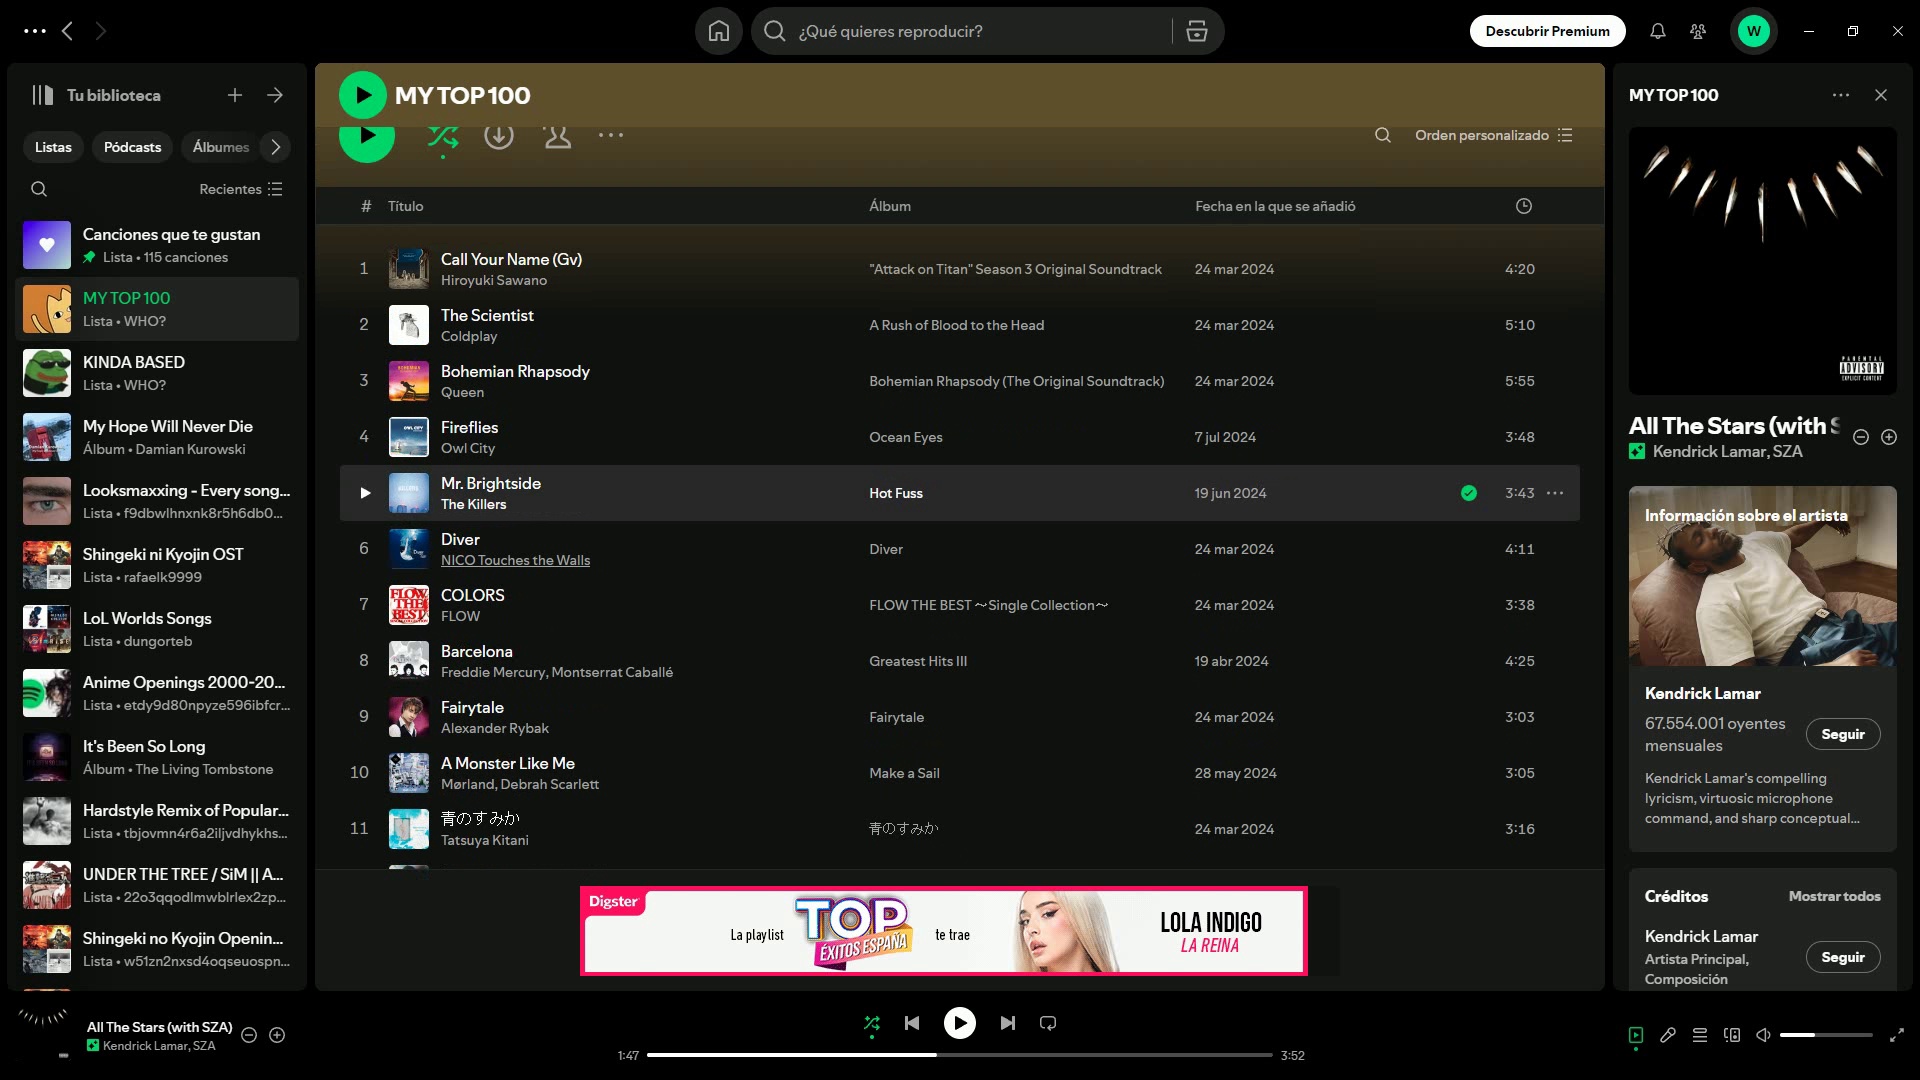 ¿Qué quieres reproducir?
Descubrir Premium
W
Tu biblioteca
Listas
Pódcasts
Álbumes
Recientes
Canciones que te gustan
Lista • 115 canciones
MY TOP 100
Lista • WHO?
KINDA BASED
Lista • WHO?
My Hope Will Never Die
Álbum • Damian Kurowski
Looksmaxxing - Every song...
Lista • f9dbwlhnxnk8r5h6db0...
Shingeki ni Kyojin OST
Lista • rafaelk9999
LoL Worlds Songs
Lista • dungorteb
Anime Openings 2000-20...
Lista • etdy9d80npyze596ibfcr...
It's Been So Long
Álbum • The Living Tombstone
Hardstyle Remix of Popular...
Lista • tbjovmn4r6a2iljvdhykhs...
UNDER THE TREE / SiM || A...
Lista • 22o3qqodlmwblrlex2zp...
Shingeki no Kyojin Openin...
Lista • w51zn2nxsd4oqseuospn...
MY TOP 100
Orden personalizado
# Título Álbum Fecha en la que se añadió
1 Call Your Name (Gv) "Attack on Titan" Season 3 Original Soundtrack 24 mar 2024 4:20
Hiroyuki Sawano
2 The Scientist A Rush of Blood to the Head 24 mar 2024 5:10
Coldplay
3 Bohemian Rhapsody Bohemian Rhapsody (The Original Soundtrack) 24 mar 2024 5:55
Queen
4 Fireflies Ocean Eyes 7 jul 2024 3:48
Owl City
Mr. Brightside Hot Fuss 19 jun 2024 3:43
The Killers
6 Diver Diver 24 mar 2024 4:11
NICO Touches the Walls
7 COLORS FLOW THE BEST ～Single Collection～ 24 mar 2024 3:38
FLOW
8 Barcelona Greatest Hits III 19 abr 2024 4:25
Freddie Mercury, Montserrat Caballé
9 Fairytale Fairytale 24 mar 2024 3:03
Alexander Rybak
10 A Monster Like Me Make a Sail 28 may 2024 3:05
Mørland, Debrah Scarlett
11 青のすみか 青のすみか 24 mar 2024 3:16
Tatsuya Kitani
FLOW
THE
BEST
Digster
La playlist
TOP
ÉXITOS ESPAÑA
te trae
LOLA INDIGO
LA REINA
MY TOP 100
PARENTAL
ADVISORY
EXPLICIT CONTENT
All The Stars (with S
Kendrick Lamar, SZA
Información sobre el artista
Kendrick Lamar
67.554.001 oyentes
mensuales
Seguir
Kendrick Lamar's compelling
lyricism, virtuosic microphone
command, and sharp conceptual...
Créditos
Mostrar todos
Kendrick Lamar
Artista Principal,
Composición
Seguir
All The Stars (with SZA)
Kendrick Lamar, SZA
1:47
3:52